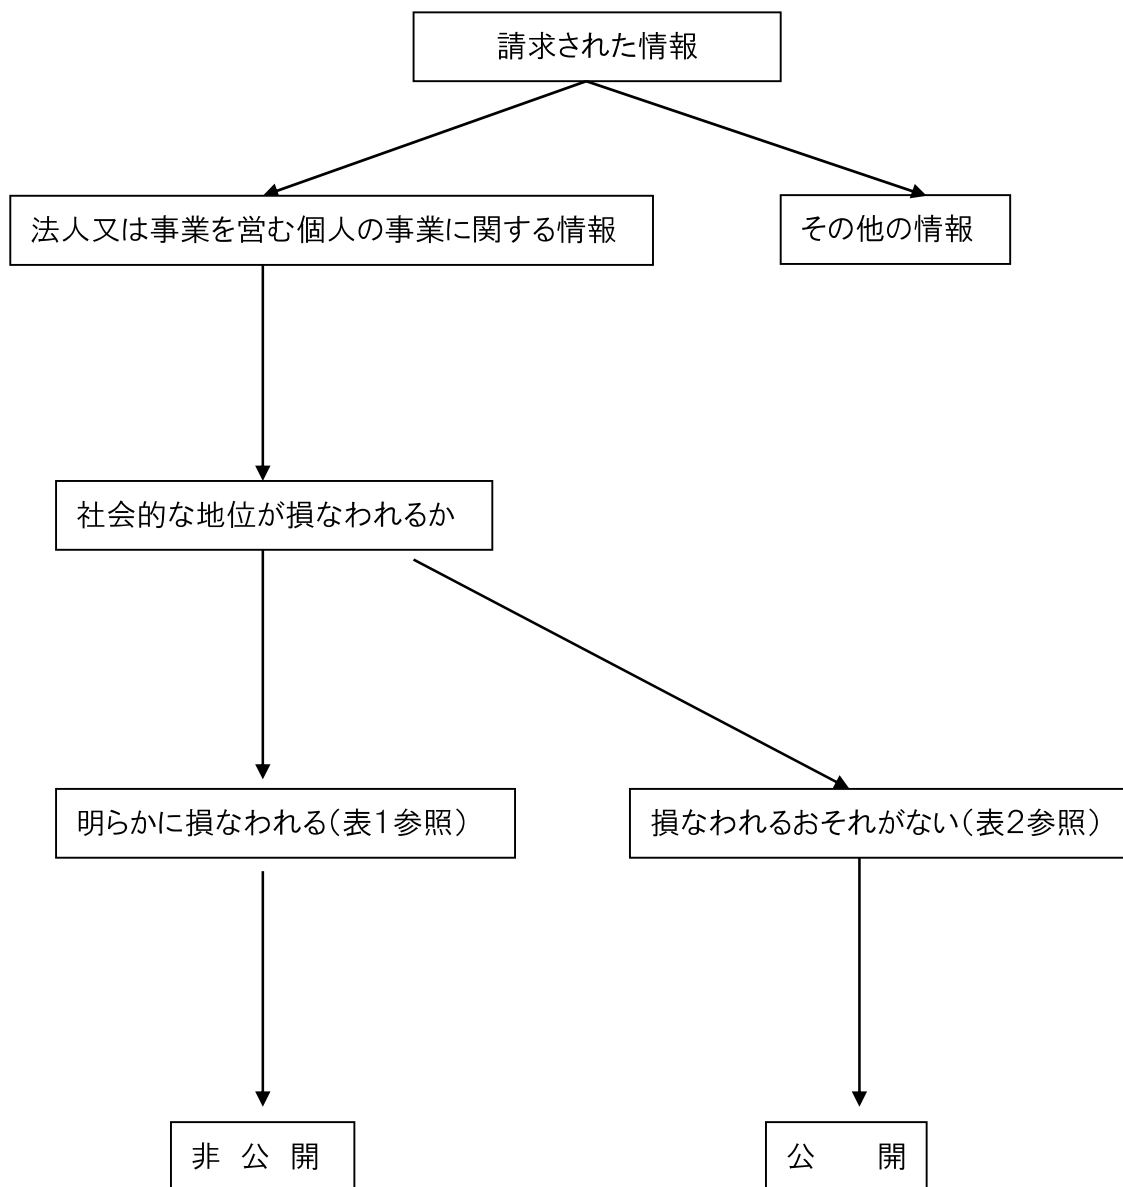 請求された情報
法人又は事業を営む個人の事業に関する情報
その他の情報
社会的な地位が損なわれるか
明らかに損なわれる（表１参照）
損なわれるおそれがない（表２参照）
非　公　開
公　　開